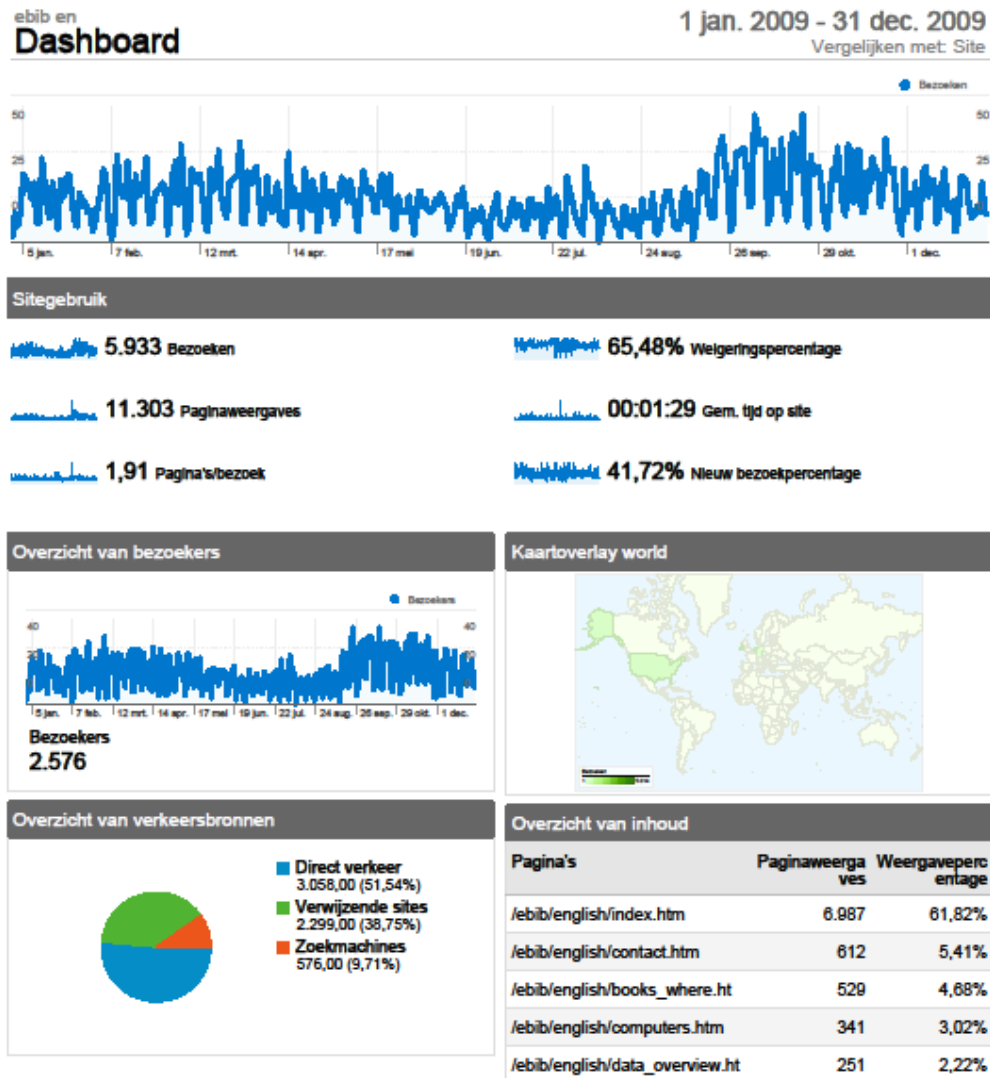 ebib en
Dashboard
1 jan. 2009 - 31 dec. 2009
Vergelijken met: Site
Bezoeken
50
50
25
25
0
5 jan.
7 feb.
12 mrt.
14 apr.
17 mei
19 jun.
22 jul.
24 aug.
26 sep.
29 okt.
1 dec.
Sitegebruik
5.933 Bezoeken
65,48% Weigeringspercentage
11.303 Paginaweergaves
00:01:29 Gem. tijd op site
1,91 Pagina's/bezoek
41,72% Nieuw bezoekpercentage
Overzicht van bezoekers
Bezoekers
40
40
5 jan.
7 feb.
12 mrt.
14 apr.
17 mei
19 jun.
22 jul.
24 aug.
26 sep.
29 okt.
1 dec.
Bezoekers
2.576
Kaartoverlay world
Overzicht van verkeersbronnen
Direct verkeer
3.058,00 (51,54%)
Verwijzende sites
2.299,00 (38,75%)
Zoekmachines
576,00 (9,71%)
Overzicht van inhoud
Pagina's Paginaweerga Weergaveperc
ves entage
/ebib/english/index.htm 6.987 61,82%
/ebib/english/contact.htm 612 5,41%
/ebib/english/books_where.ht 529 4,68%
/ebib/english/computers.htm 341 3,02%
/ebib/english/data_overview.ht 251 2,22%